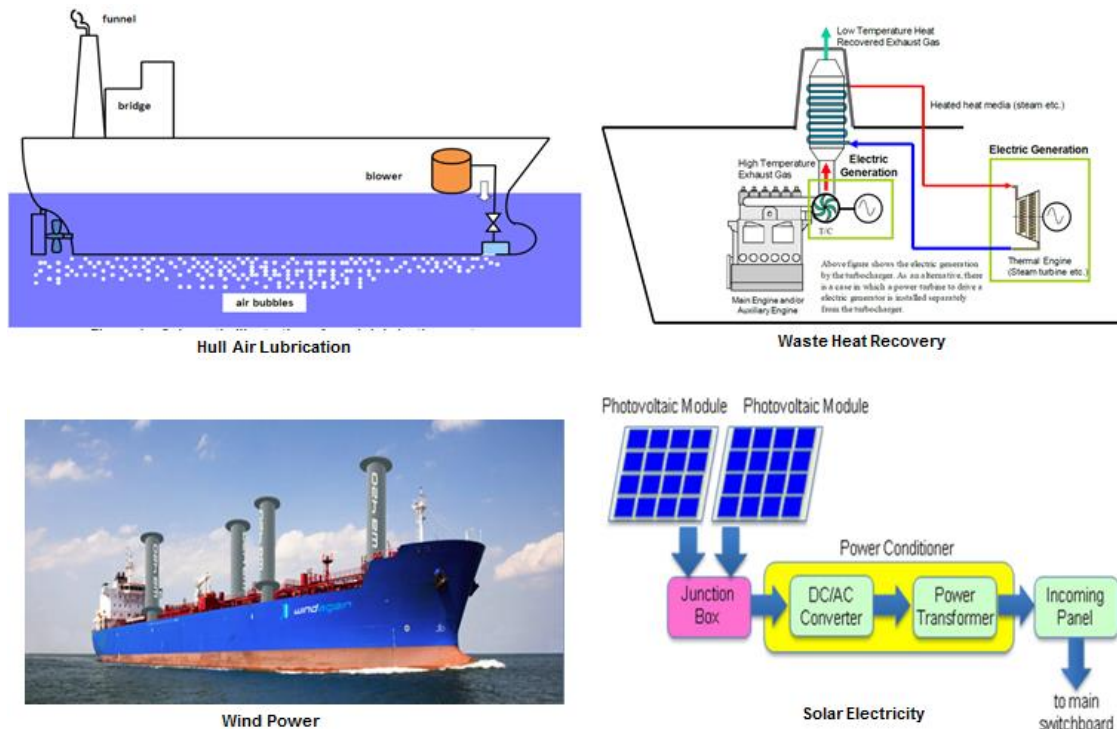 funnel
bridge
blower
air bubbles
Hull Air Lubrication
Low Temperature Heat
Recovered Exhaust Gas
Heated heat media (steam etc.)
High Temperature
Exhaust Gas
Electric
Generation
Electric Generation
T/C
Thermal Engine
(Steam turbine etc.)
Main Engine and/or
Auxiliary Engine
Above figure shows the electric generation
by the turbocharger. As an alternative, there
is a case in which a power turbine to drive a
electric generator is installed separately
from the turbocharger.
Waste Heat Recovery
windagain
Wind Power
Photovoltaic Module
Photovoltaic Module
Power Conditioner
Junction
Box
DC/AC
Converter
Power
Transformer
Incoming
Panel
to main
switchboard
Solar Electricity